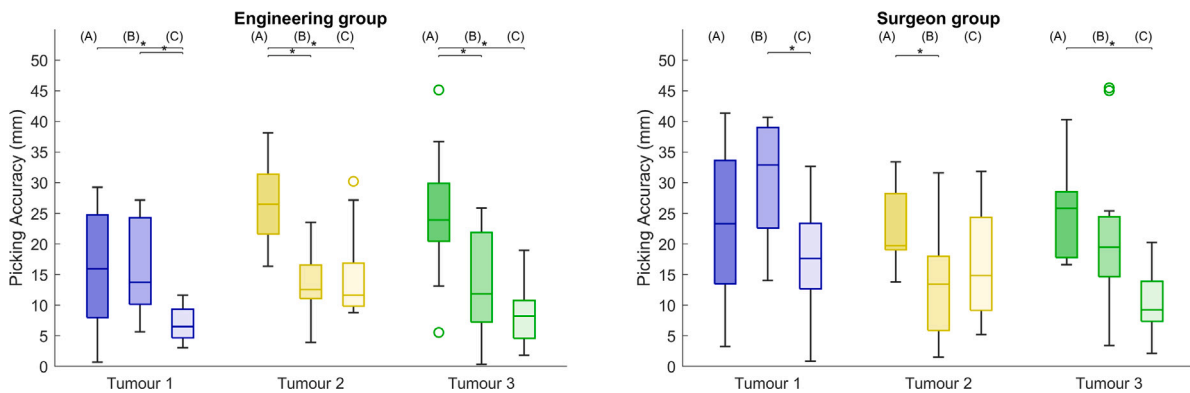 Engineering group
(A) (B) (C) (A) (B) (C) (A) (B) (C)
* * * * * *
Picking Accuracy (mm)
50
45
40
35
30
25
20
15
10
5
0
Tumour 1 Tumour 2 Tumour 3
Surgeon group
(A) (B) (C) (A) (B) (C) (A) (B) (C)
* * *
Picking Accuracy (mm)
50
45
40
35
30
25
20
15
10
5
0
Tumour 1 Tumour 2 Tumour 3